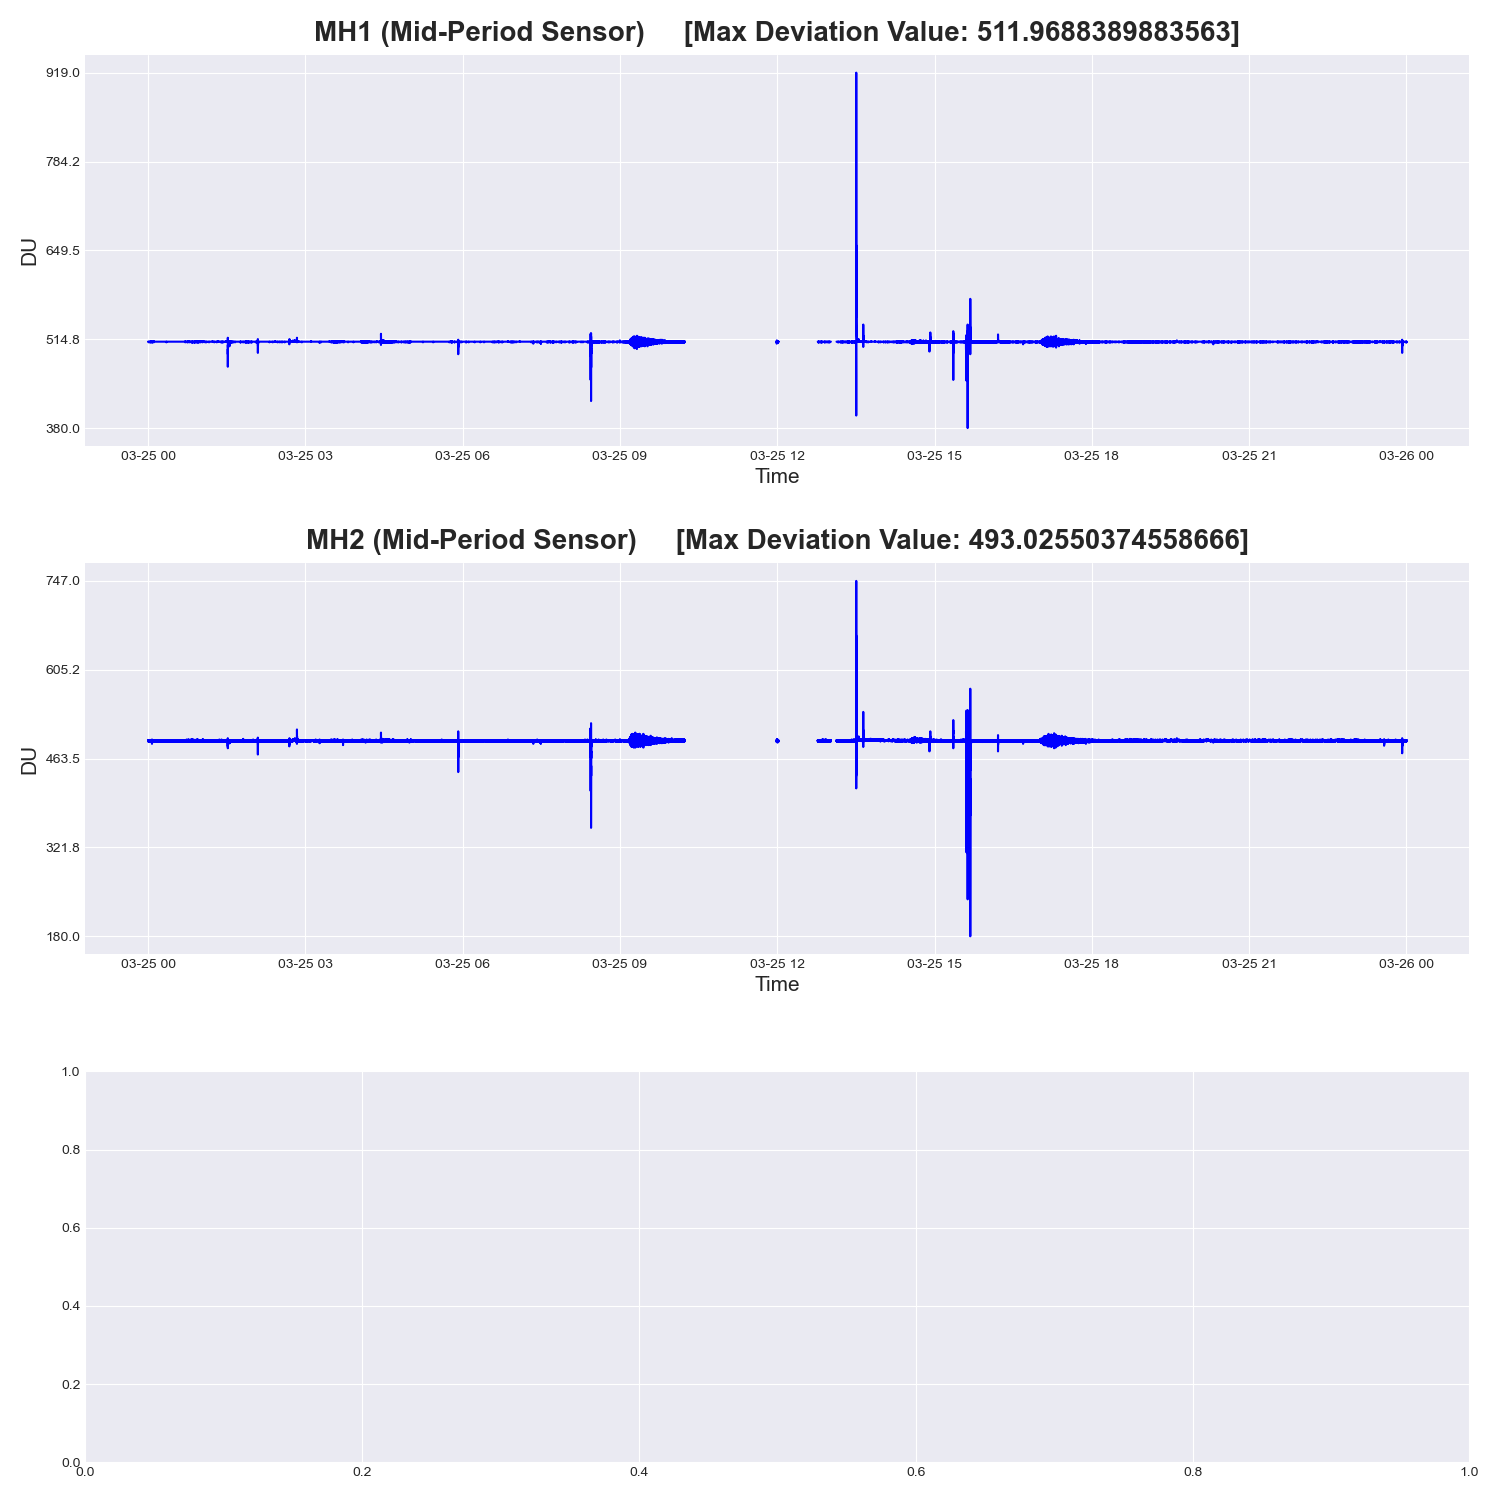 MH1 (Mid-Period Sensor) [Max Deviation Value: 511.9688389883563]
919.0
784.2
649.5
514.8
380.0
DU
03-25 00 03-25 03 03-25 06 03-25 09 03-25 12 03-25 15 03-25 18 03-25 21 03-26 00
Time
MH2 (Mid-Period Sensor) [Max Deviation Value: 493.02550374558666]
747.0
605.2
463.5
321.8
180.0
DU
03-25 00 03-25 03 03-25 06 03-25 09 03-25 12 03-25 15 03-25 18 03-25 21 03-26 00
Time
1.0
0.8
0.6
0.4
0.2
0.0
0.0 0.2 0.4 0.6 0.8 1.0